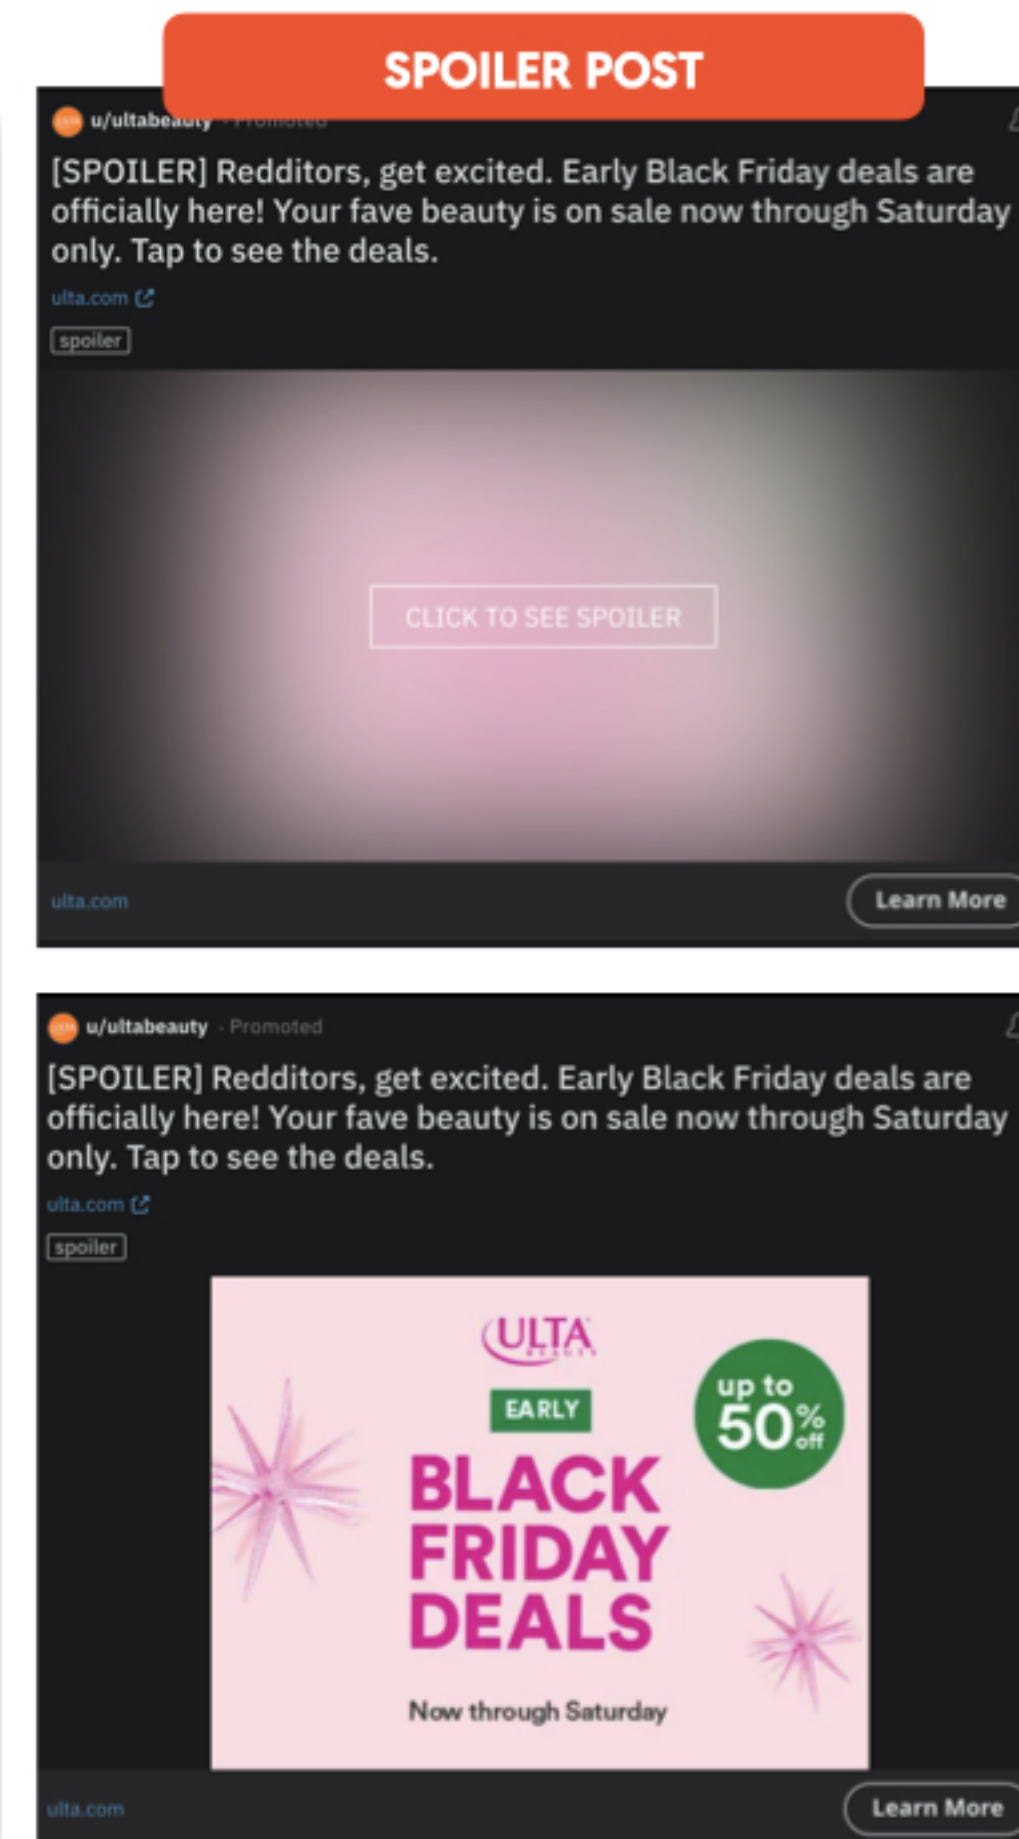 SPOILER POST
u/ultabeauty · Promoted
[SPOILER] Redditors, get excited. Early Black Friday deals are
officially here! Your fave beauty is on sale now through Saturday
only. Tap to see the deals.
ulta.com
spoiler
CLICK TO SEE SPOILER
ulta.com
Learn More
u/ultabeauty · Promoted
[SPOILER] Redditors, get excited. Early Black Friday deals are
officially here! Your fave beauty is on sale now through Saturday
only. Tap to see the deals.
ulta.com
spoiler
ULTA
BEAUTY
EARLY
up to
50% off
BLACK
FRIDAY
DEALS
Now through Saturday
ulta.com
Learn More